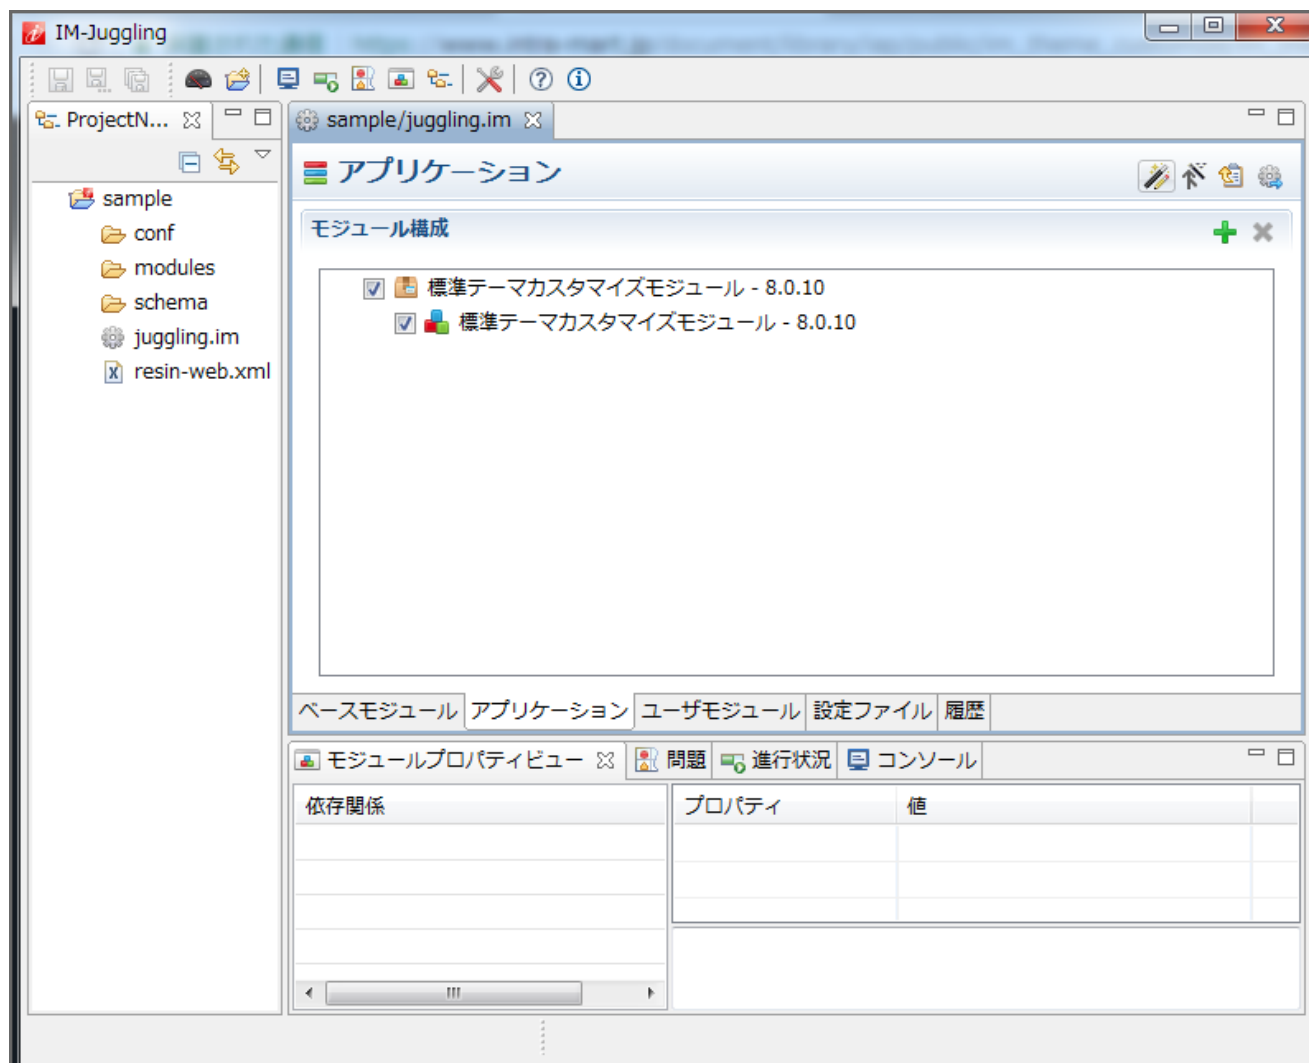 IM-Juggling
ProjectN...
sample
conf
modules
schema
juggling.im
resin-web.xml
sample/juggling.im
アプリケーション
モジュール構成
標準テーマカスタマイズモジュール - 8.0.10
標準テーマカスタマイズモジュール - 8.0.10
ベースモジュール アプリケーション ユーザモジュール 設定ファイル 履歴
モジュールプロパティビュー 問題 進行状況 コンソール
依存関係
プロパティ 値